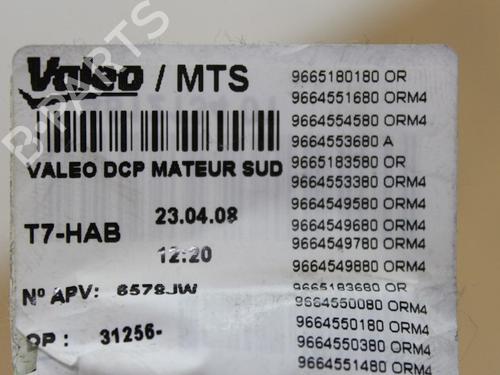 Valeo / MTS
VALEO DCP MATEUR SUD
T7-HAB
23.04.08
12:20
Nº APV: 6578JW
OP : 31256-
9665180180 OR
9664551680 ORM4
9664554580 ORM4
9664553680 A
9665183580 OR
9664553380 ORM4
9664549580 ORM4
9664549680 ORM4
9664549780 ORM4
9664549880 ORM4
9665183680 OR
9664550080 ORM4
9664550180 ORM4
9664550380 ORM4
9664551480 ORM4
B-PARTS